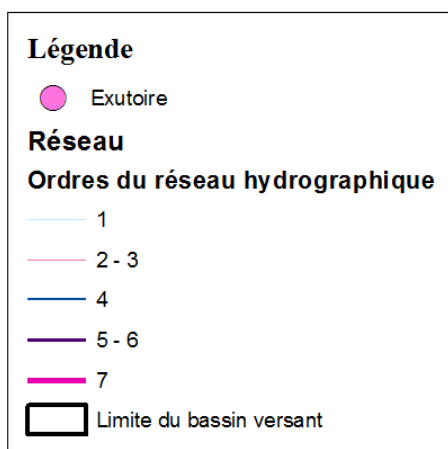 Légende
Exutoire
Réseau
Ordres du réseau hydrographique
1
2 - 3
4
5 - 6
7
Limite du bassin versant